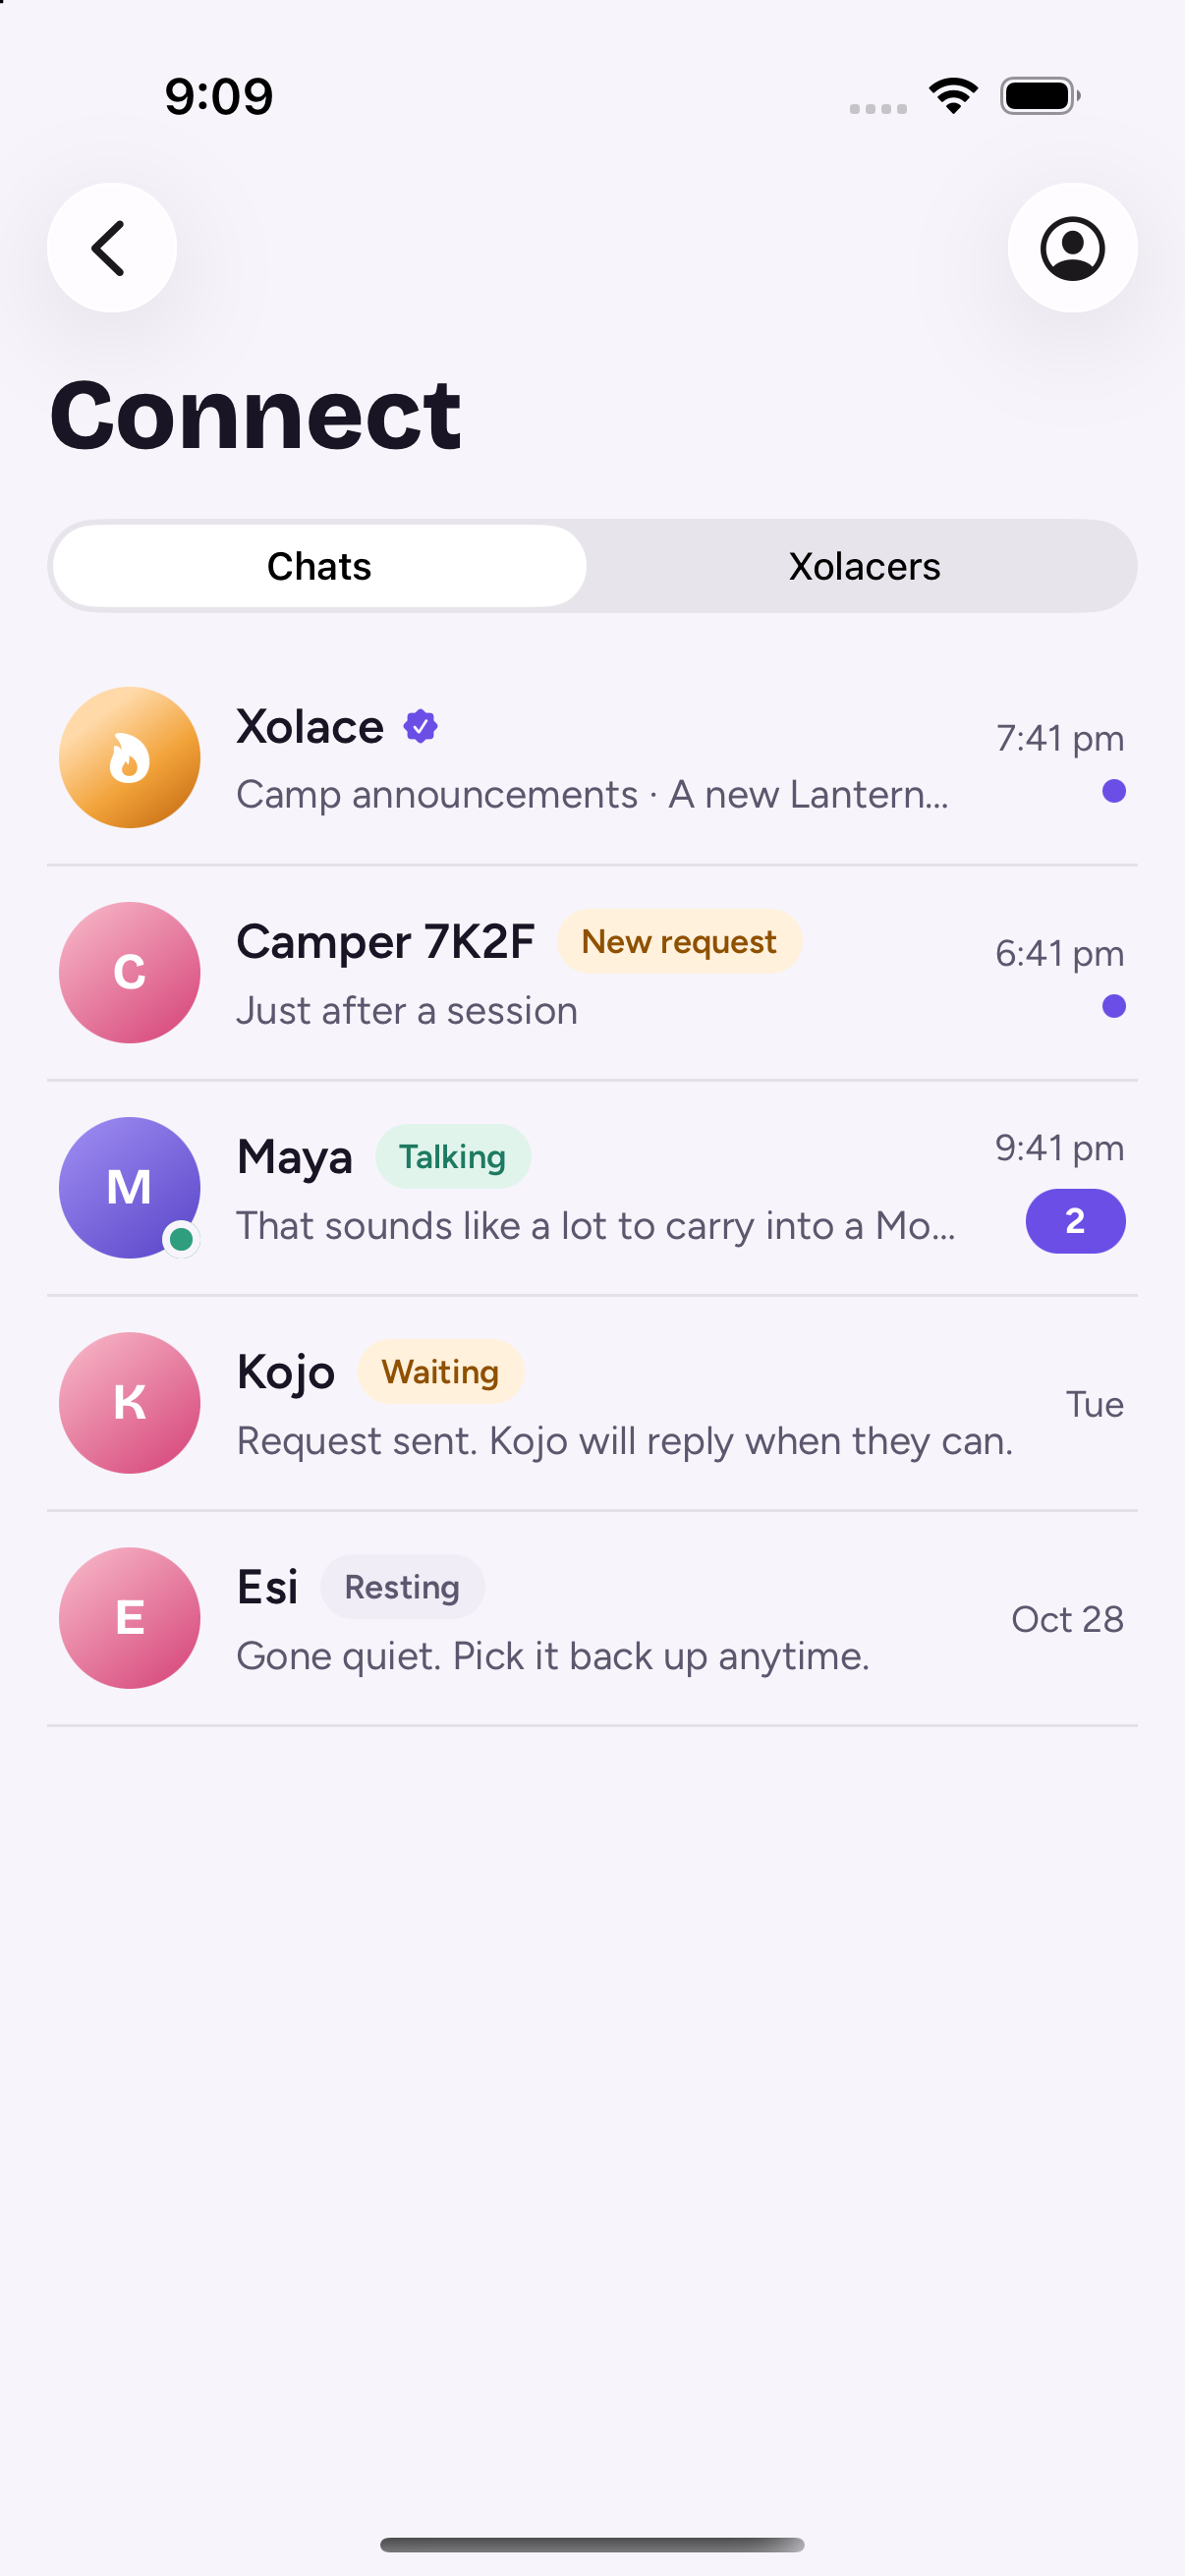 9:09
Connect
Chats
Xolacers
Xolace
7:41 pm
Camp announcements · A new Lantern...
C
Camper 7K2F
New request
6:41 pm
Just after a session
M
Maya
Talking
9:41 pm
That sounds like a lot to carry into a Mo...
2
K
Kojo
Waiting
Tue
Request sent. Kojo will reply when they can.
E
Esi
Resting
Oct 28
Gone quiet. Pick it back up anytime.